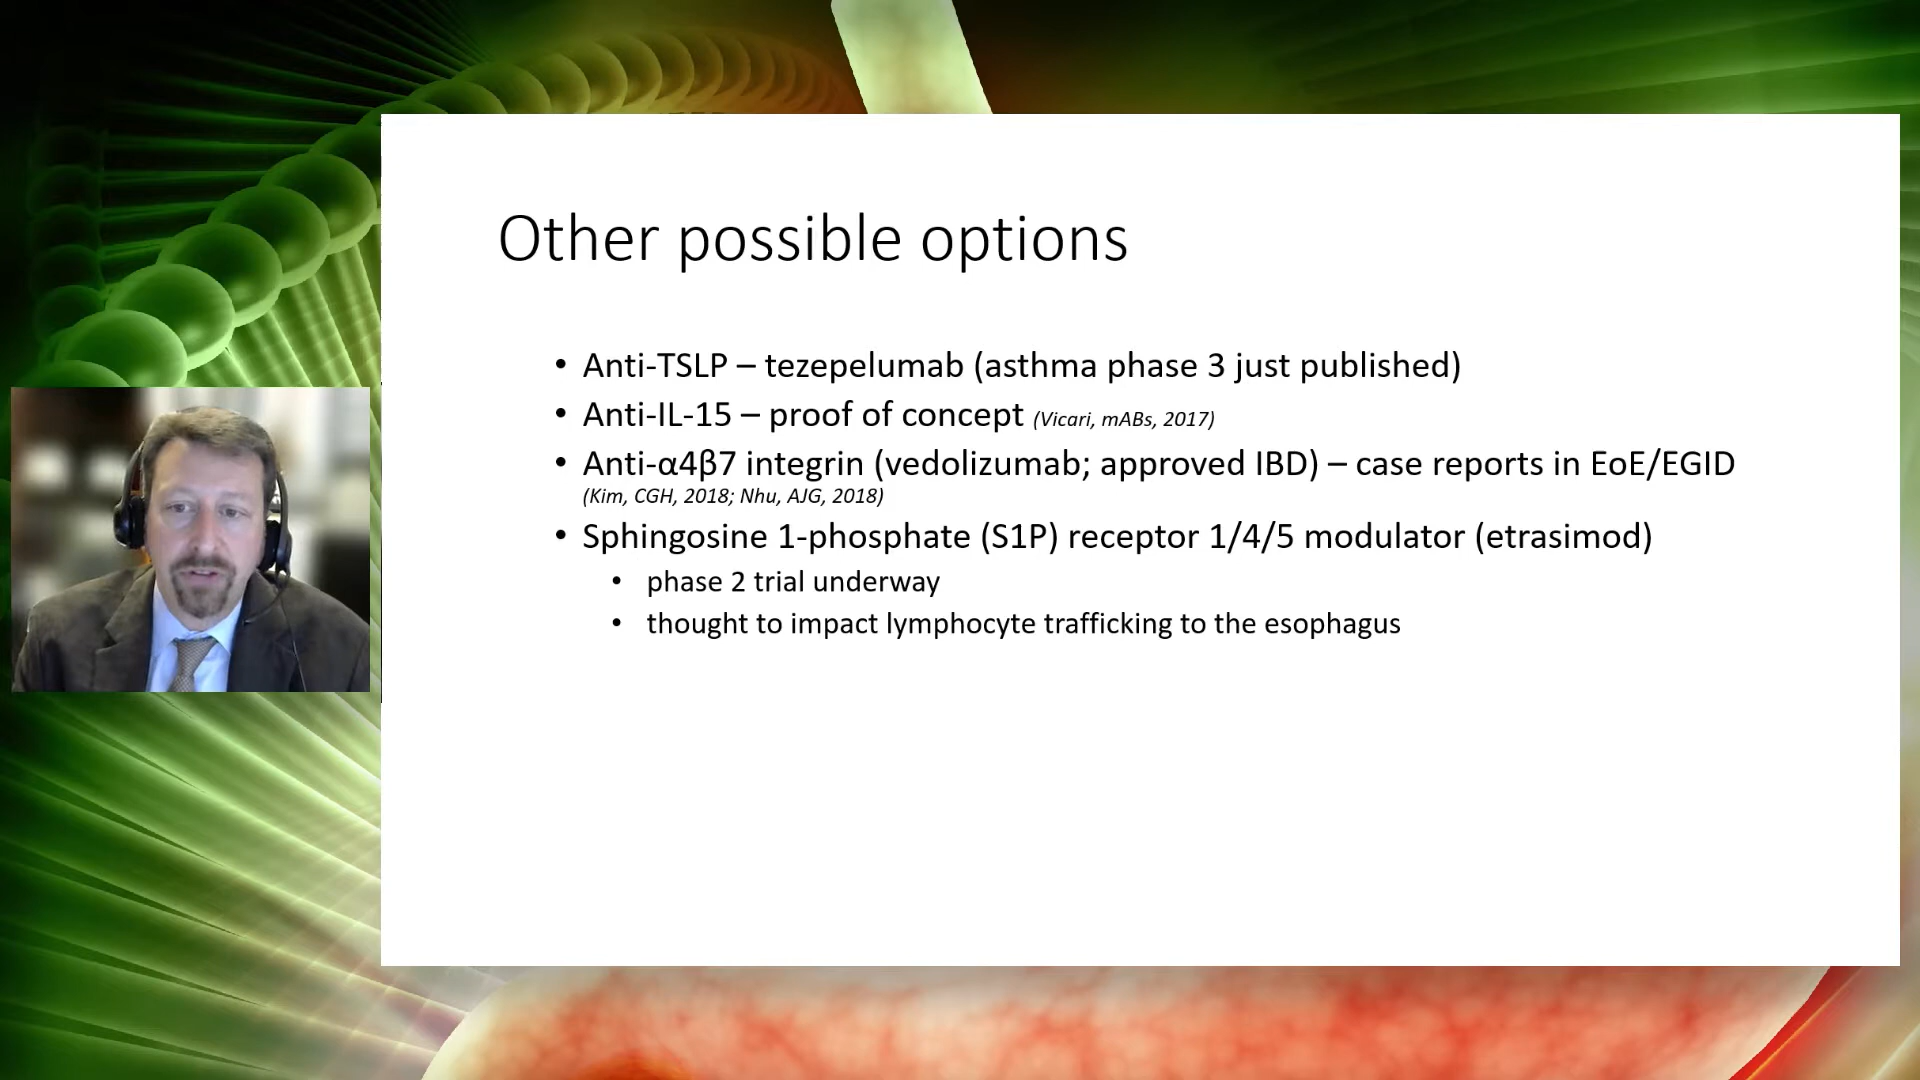 Other possible options
• Anti-TSLP – tezepelumab (asthma phase 3 just published)
• Anti-IL-15 – proof of concept (Vicari, mABs, 2017)
• Anti-α4β7 integrin (vedolizumab; approved IBD) – case reports in EoE/EGID
(Kim, CGH, 2018; Nhu, AJG, 2018)
• Sphingosine 1-phosphate (S1P) receptor 1/4/5 modulator (etrasimod)
• phase 2 trial underway
• thought to impact lymphocyte trafficking to the esophagus